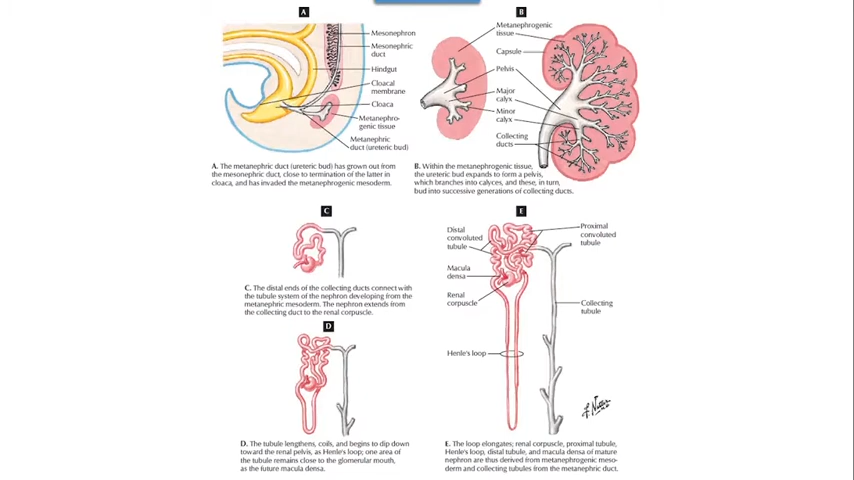 A
Mesonephron
Mesonephric
duct
Hindgut
Cloacal
membrane
Cloaca
Metanephro-
genic tissue
Metanephric
duct (ureteric bud)
A. The metanephric duct (ureteric bud) has grown out from
the mesonephric duct, close to termination of the latter in
cloaca, and has invaded the metanephrogenic mesoderm.
B
Metanephrogenic
tissue
Capsule
Pelvis
Major
calyx
Minor
calyx
Collecting
ducts
B. Within the metanephrogenic tissue,
the ureteric bud expands to form a pelvis,
which branches into calyces, and these, in turn,
bud into successive generations of collecting ducts.
C
C. The distal ends of the collecting ducts connect with
the tubule system of the nephron developing from the
metanephric mesoderm. The nephron extends from
the collecting duct to the renal corpuscle.
D
D. The tubule lengthens, coils, and begins to dip down
toward the renal pelvis, as Henle's loop; one area of
the tubule remains close to the glomerular mouth,
as the future macula densa.
E
Distal
convoluted
tubule
Proximal
convoluted
tubule
Macula
densa
Renal
corpuscle
Collecting
tubule
Henle's loop
F. Netter
E. The loop elongates; renal corpuscle, proximal tubule,
Henle's loop, distal tubule, and macula densa of mature
nephron are thus derived from metanephrogenic meso-
derm and collecting tubules from the metanephric duct.